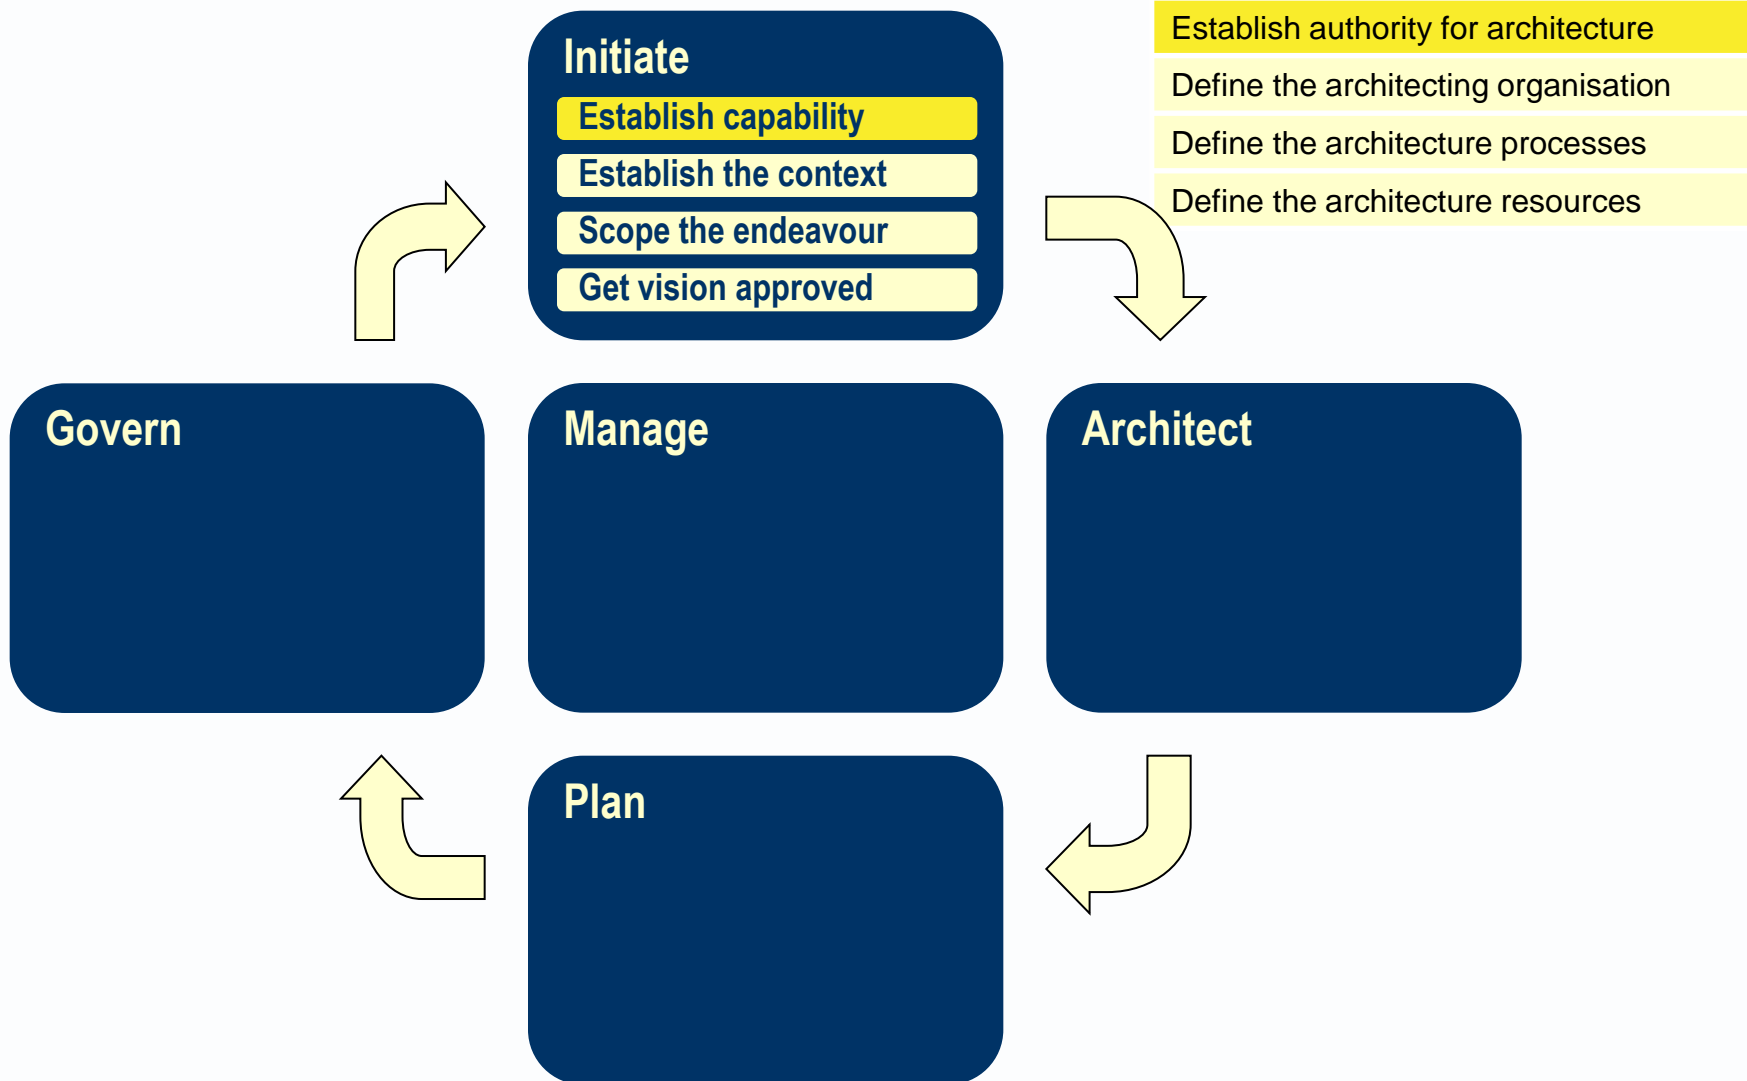 Initiate
Establish capability
Establish the context
Scope the endeavour
Get vision approved
Establish authority for architecture
Define the architecting organisation
Define the architecture processes
Define the architecture resources
Govern
Manage
Architect
Plan